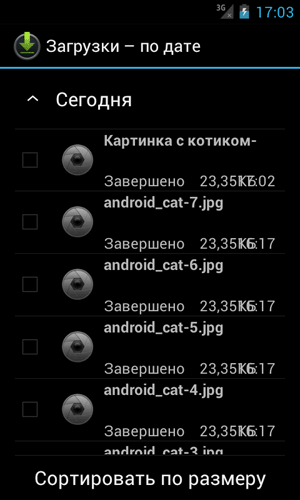 3G 17:03
Загрузки – по дате
Сегодня
Картинка с котиком-
Завершено 23,35КБ 17:02
android_cat-7.jpg
Завершено 23,35КБ 16:17
android_cat-6.jpg
Завершено 23,35КБ 16:17
android_cat-5.jpg
Завершено 23,35КБ 16:17
android_cat-4.jpg
Завершено 23,35КБ 16:17
android_cat-3.jpg
Сортировать по размеру